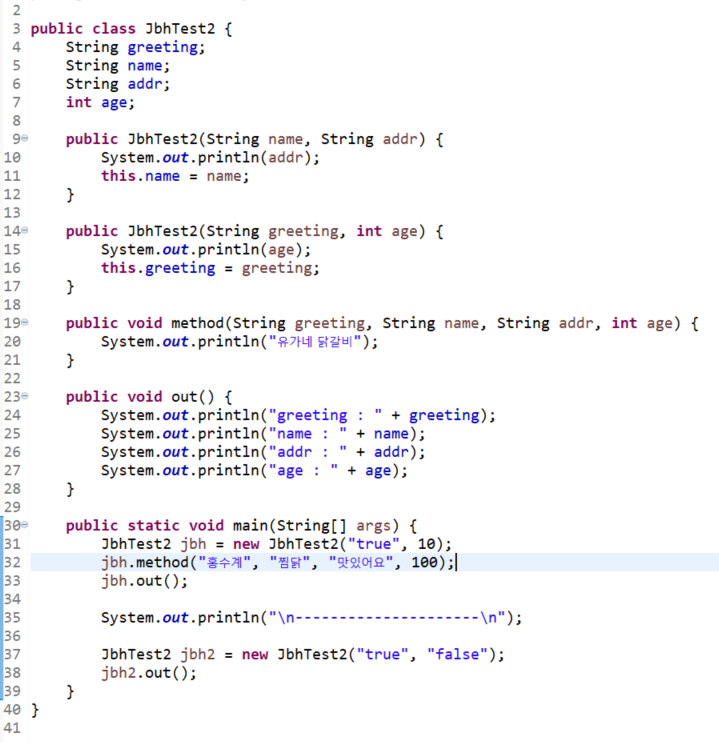 2
3 public class JbhTest2 {
4     String greeting;
5     String name;
6     String addr;
7     int age;
8
9     public JbhTest2(String name, String addr) {
10         System.out.println(addr);
11         this.name = name;
12     }
13
14     public JbhTest2(String greeting, int age) {
15         System.out.println(age);
16         this.greeting = greeting;
17     }
18
19     public void method(String greeting, String name, String addr, int age) {
20         System.out.println("유가네 닭갈비");
21     }
22
23     public void out() {
24         System.out.println("greeting : " + greeting);
25         System.out.println("name : " + name);
26         System.out.println("addr : " + addr);
27         System.out.println("age : " + age);
28     }
29
30     public static void main(String[] args) {
31         JbhTest2 jbh = new JbhTest2("true", 10);
32         jbh.method("홍수계", "찜닭", "맛있어요", 100);
33         jbh.out();
34
35         System.out.println("\n---------------------\n");
36
37         JbhTest2 jbh2 = new JbhTest2("true", "false");
38         jbh2.out();
39     }
40 }
41